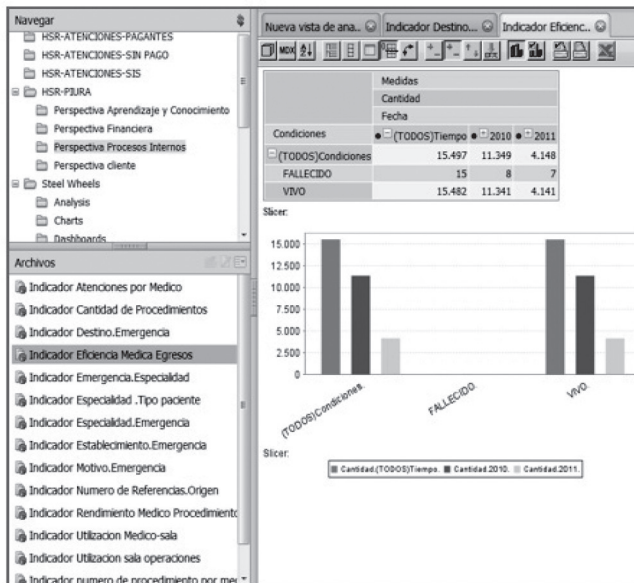 Navegar
HSR-ATENCIONES-PAGANTES
HSR-ATENCIONES-SIN PAGO
HSR-ATENCIONES-SIS
HSR-PIURA
Perspectiva Aprendizaje y Conocimiento
Perspectiva Financiera
Perspectiva Procesos Internos
Perspectiva cliente
Steel Wheels
Analysis
Charts
Dashboards
Archivos
Indicador Atenciones por Medico
Indicador Cantidad de Procedimientos
Indicador Destino.Emergencia
Indicador Eficiencia Medica Egresos
Indicador Emergencia.Especialidad
Indicador Especialidad .Tipo paciente
Indicador Especialidad.Emergencia
Indicador Establecimiento.Emergencia
Indicador Motivo.Emergencia
Indicador Numero de Referencias.Origen
Indicador Rendimiento Medico Procedimiento
Indicador Utilizacion Medico-sala
Indicador Utilizacion sala operaciones
Indicador numero de procedimiento por me
Nueva vista de ana.. Indicador Destino... Indicador Eficienc..
MDX
Medidas
Cantidad
Fecha
Condiciones (TODOS)Tiempo 2010 2011
(TODOS)Condiciones 15.497 11.349 4.148
FALLECIDO 15 8 7
VIVO 15.482 11.341 4.141
Slicer:
15.000
12.500
10.000
7.500
5.000
2.500
0
(TODOS)Condiciones.
FALLECIDO.
VIVO.
Slicer:
Cantidad.(TODOS)Tiempo. Cantidad.2010. Cantidad.2011.